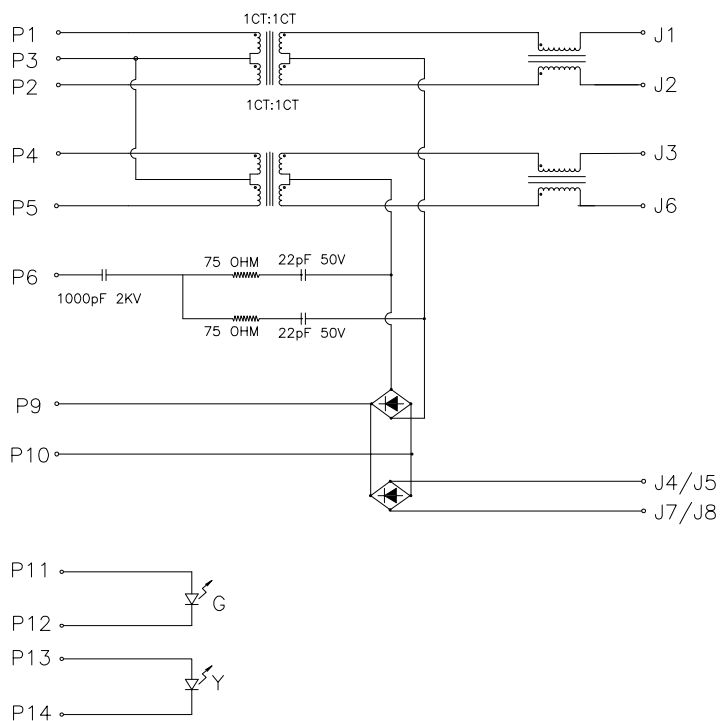 1CT:1CT
P1 J1
P3
P2 J2
1CT:1CT
P4 J3
P5 J6
75 OHM 22pF 50V
P6
1000pF 2KV
75 OHM 22pF 50V
P9
P10
J4/J5
J7/J8
P11
G
P12
P13
Y
P14